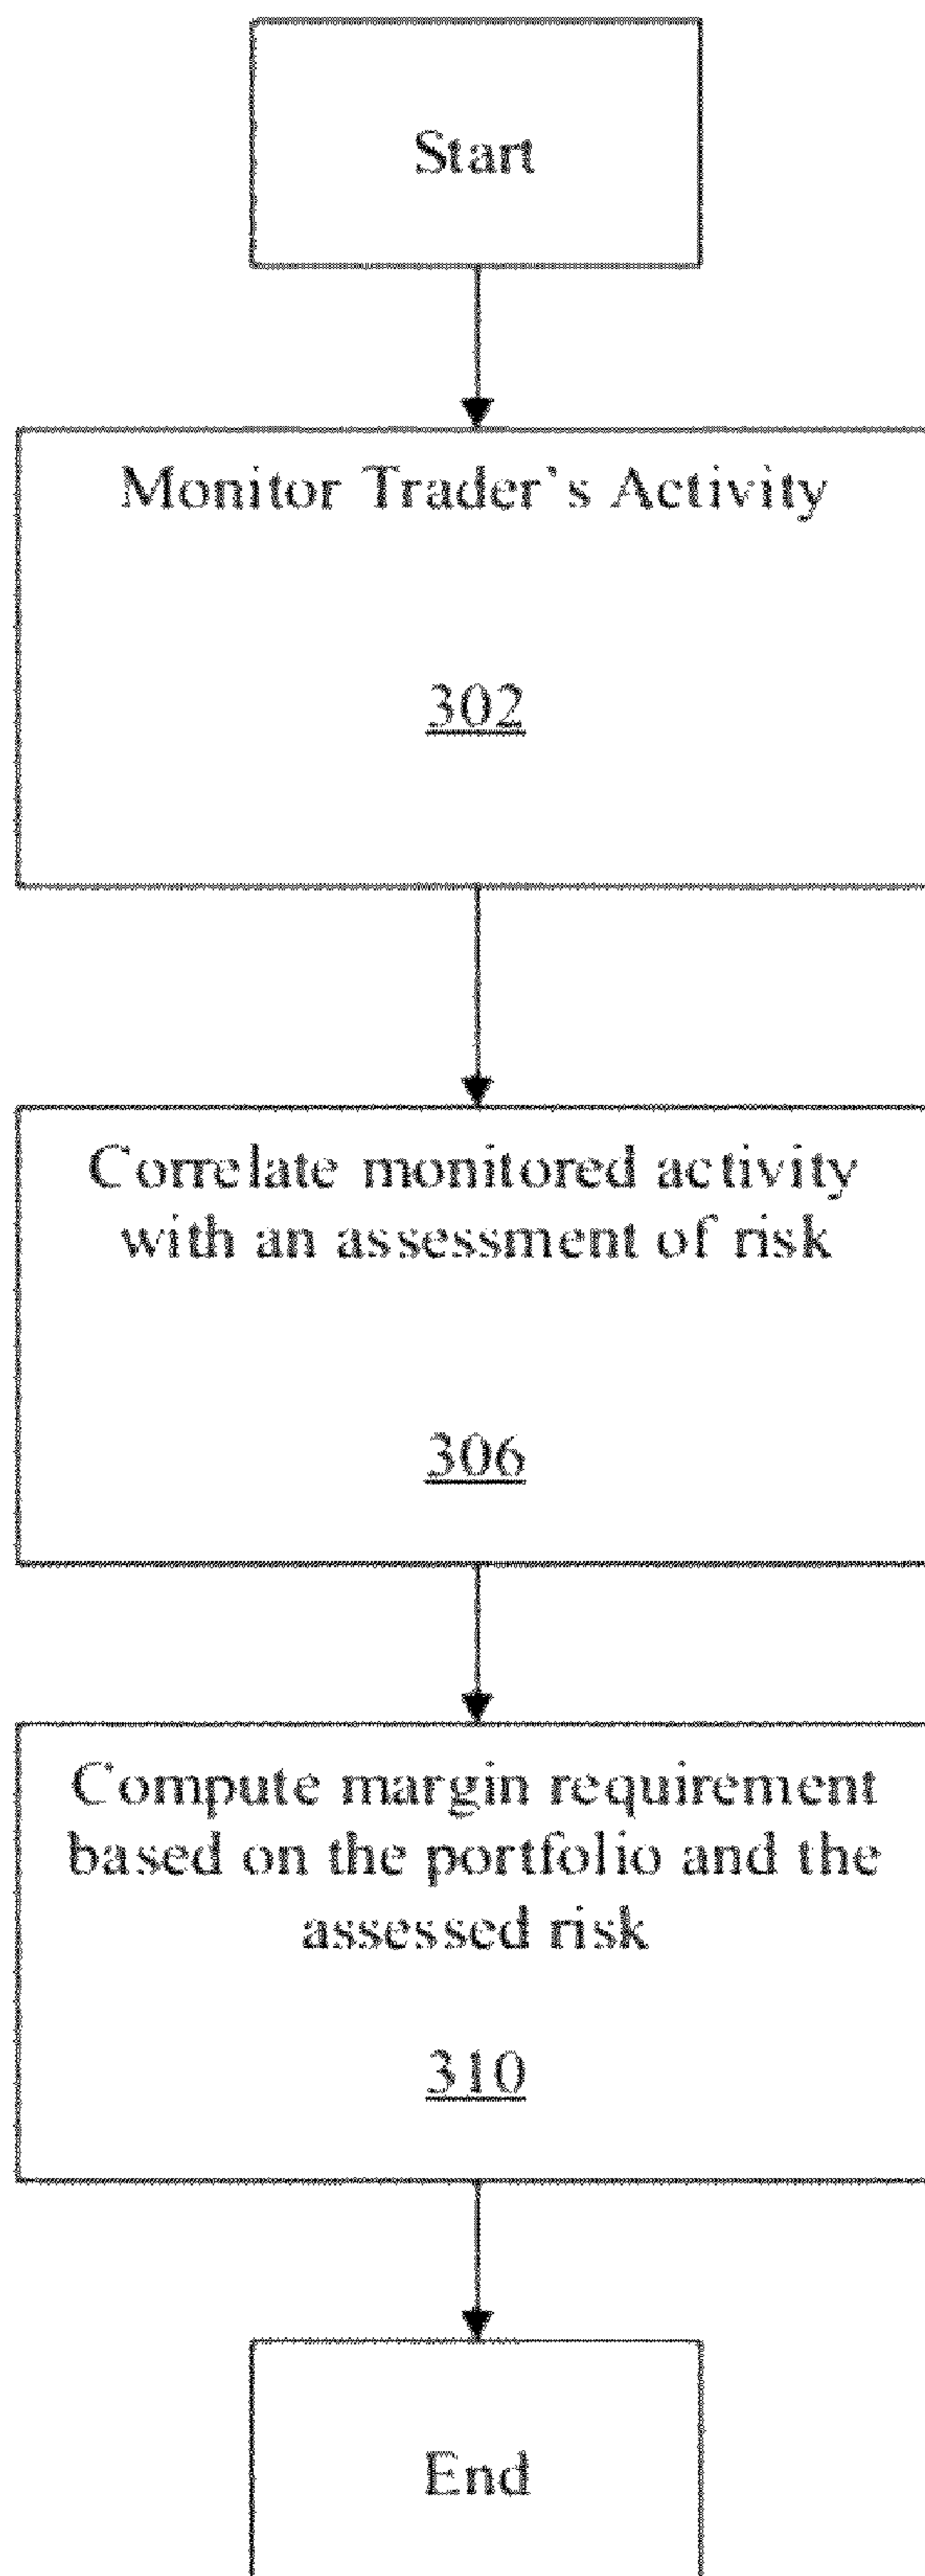 Start
Monitor Trader's Activity
302
Correlate monitored activity
with an assessment of risk
306
Compute margin requirement
based on the portfolio and the
assessed risk
310
End